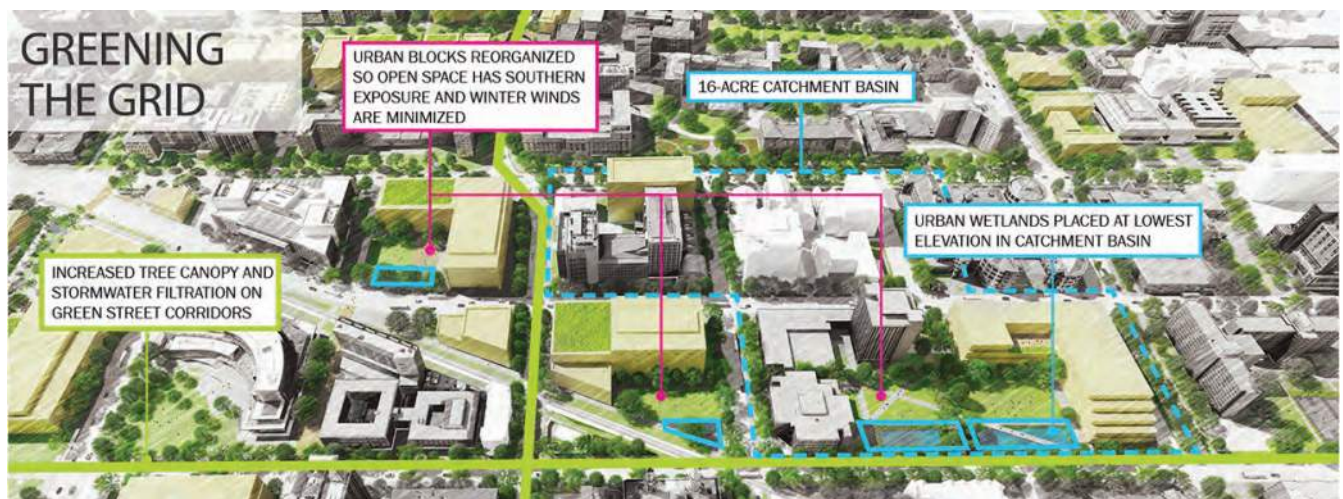 GREENING
THE GRID
URBAN BLOCKS REORGANIZED
SO OPEN SPACE HAS SOUTHERN
EXPOSURE AND WINTER WINDS
ARE MINIMIZED
16-ACRE CATCHMENT BASIN
URBAN WETLANDS PLACED AT LOWEST
ELEVATION IN CATCHMENT BASIN
INCREASED TREE CANOPY AND
STORMWATER FILTRATION ON
GREEN STREET CORRIDORS